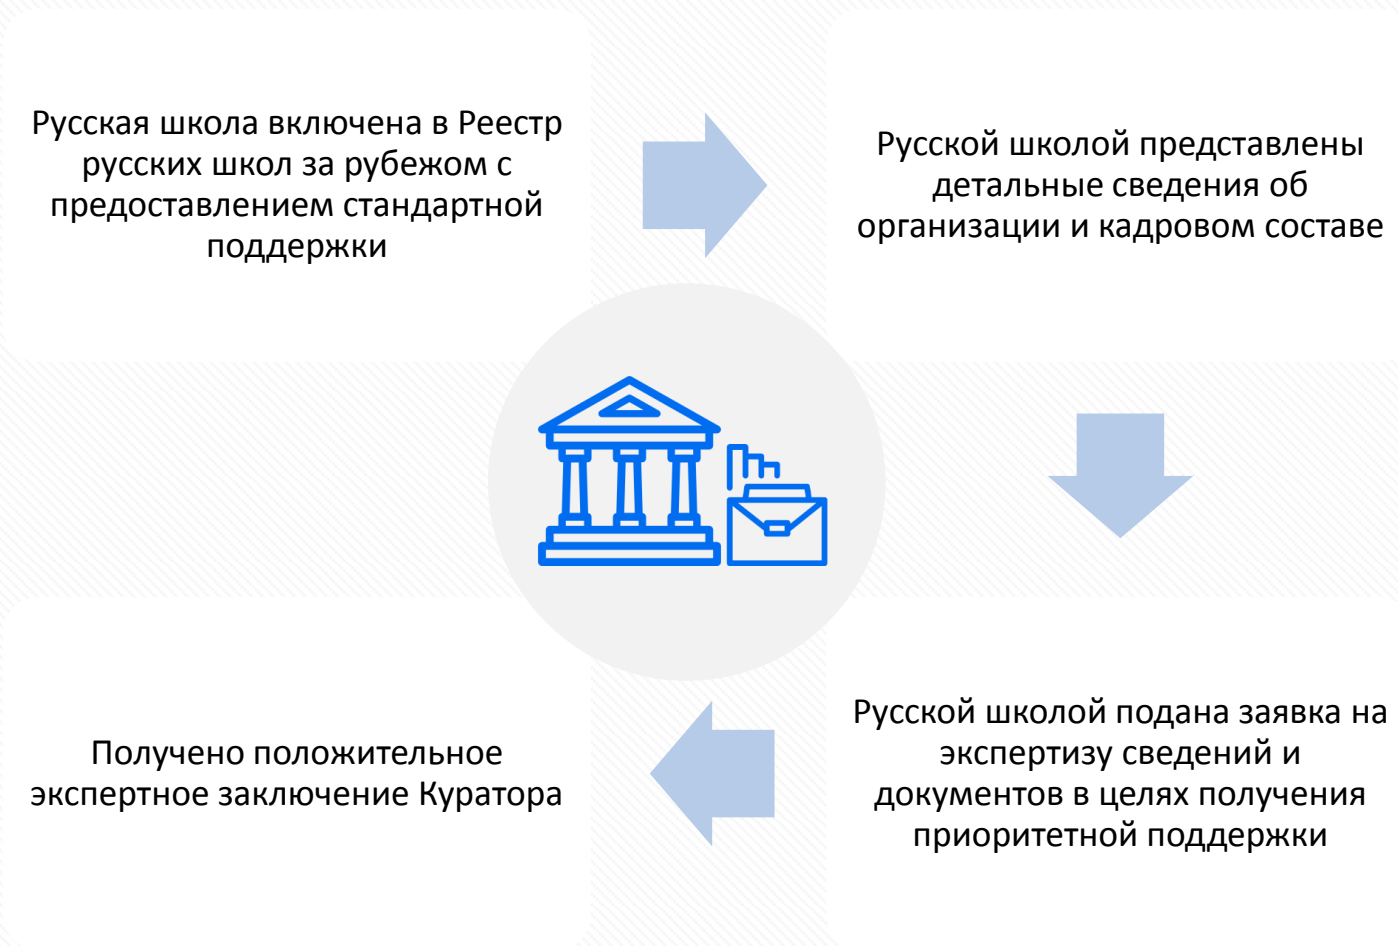 Русская школа включена в Реестр
русских школ за рубежом с
предоставлением стандартной
поддержки
Русской школой представлены
детальные сведения об
организации и кадровом составе
Русской школой подана заявка на
экспертизу сведений и
документов в целях получения
приоритетной поддержки
Получено положительное
экспертное заключение Куратора